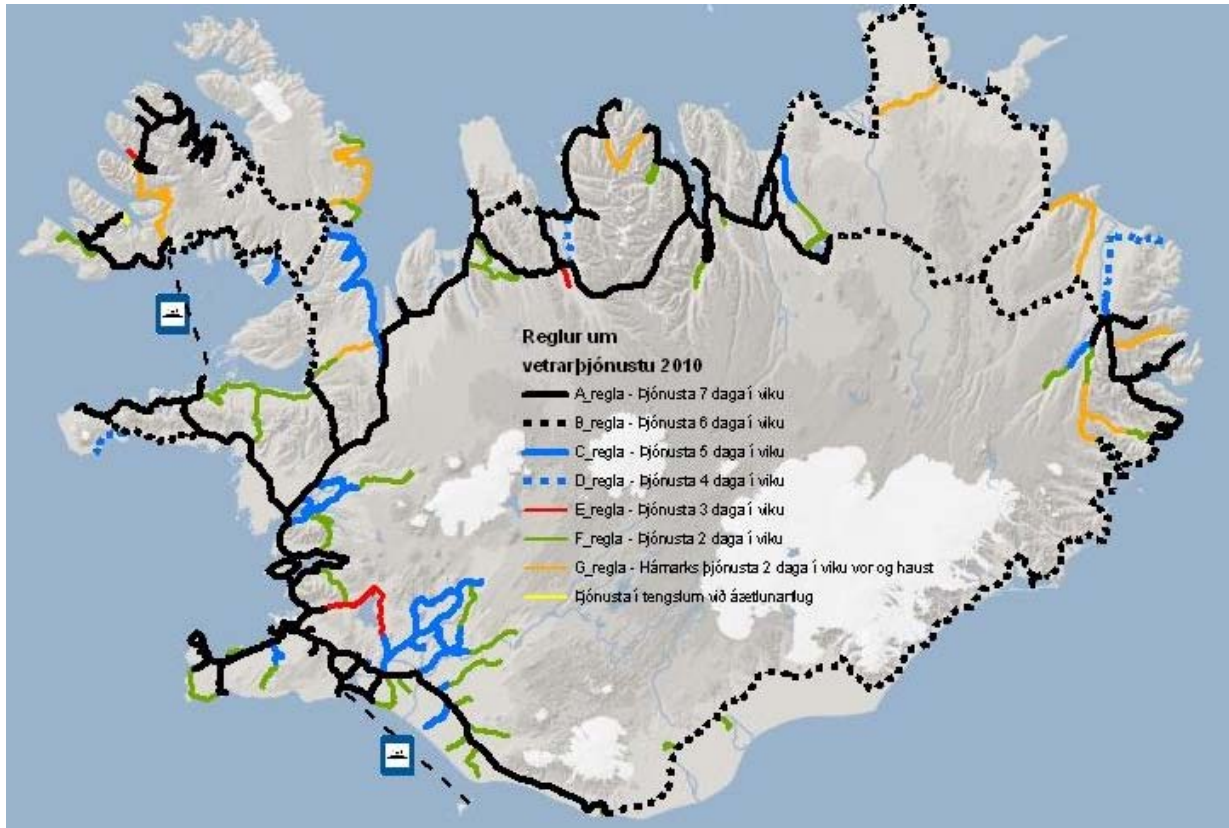 Reglur um
vetrarþjónustu 2010
A_regla - Þjónusta 7 daga í viku
B_regla - Þjónusta 6 daga í viku
C_regla - Þjónusta 5 daga í viku
D_regla - Þjónusta 4 daga í viku
E_regla - Þjónusta 3 daga í viku
F_regla - Þjónusta 2 daga í viku
G_regla - Hámarks þjónusta 2 daga í viku vor og haust
Þjónusta í tengslum við áætlunarflug